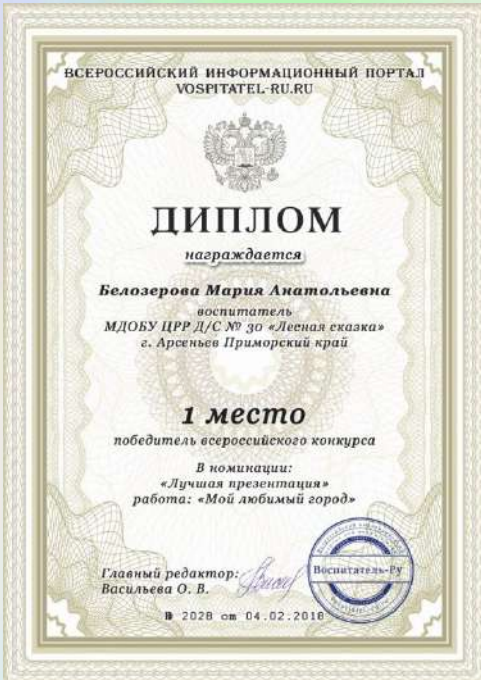 ВСЕРОССИЙСКИЙ ИНФОРМАЦИОННЫЙ ПОРТАЛ
VOSPITATEL-RU.RU
ДИПЛОМ
награждается
Белозерова Мария Анатольевна
воспитатель
МДОБУ ЦРР Д/С № 30 «Лесная сказка»
г. Арсеньев Приморский край
1 место
победитель всероссийского конкурса
В номинации:
«Лучшая презентация»
работа: «Мой любимый город»
Главный редактор:
Васильева О. В.
Воспитатель-Ру
№ 2028 от 04.02.2018